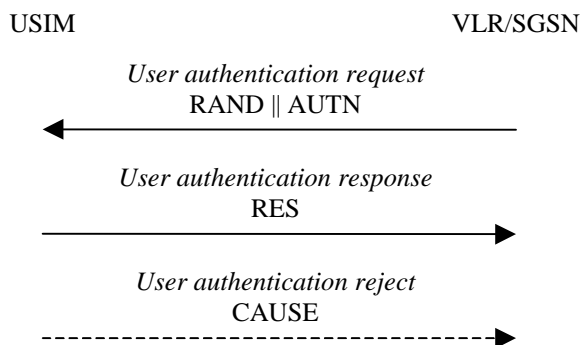 USIM VLR/SGSN
User authentication request
RAND || AUTN
User authentication response
RES
User authentication reject
CAUSE